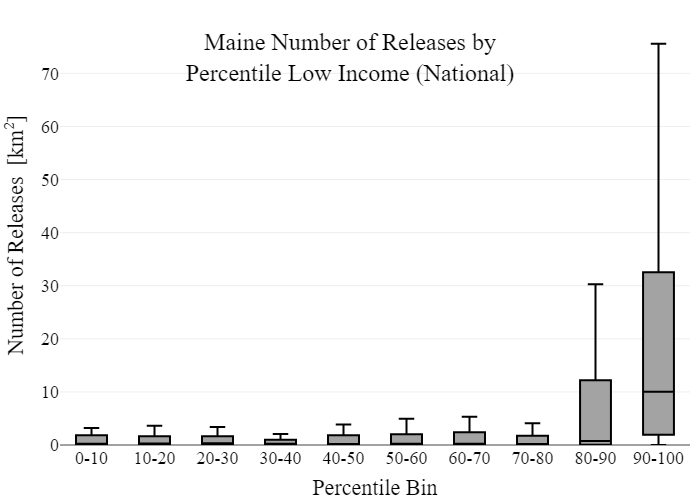 Maine Number of Releases by
Percentile Low Income (National)
Number of Releases [km²]
70
60
50
40
30
20
10
0
0-10 10-20 20-30 30-40 40-50 50-60 60-70 70-80 80-90 90-100
Percentile Bin